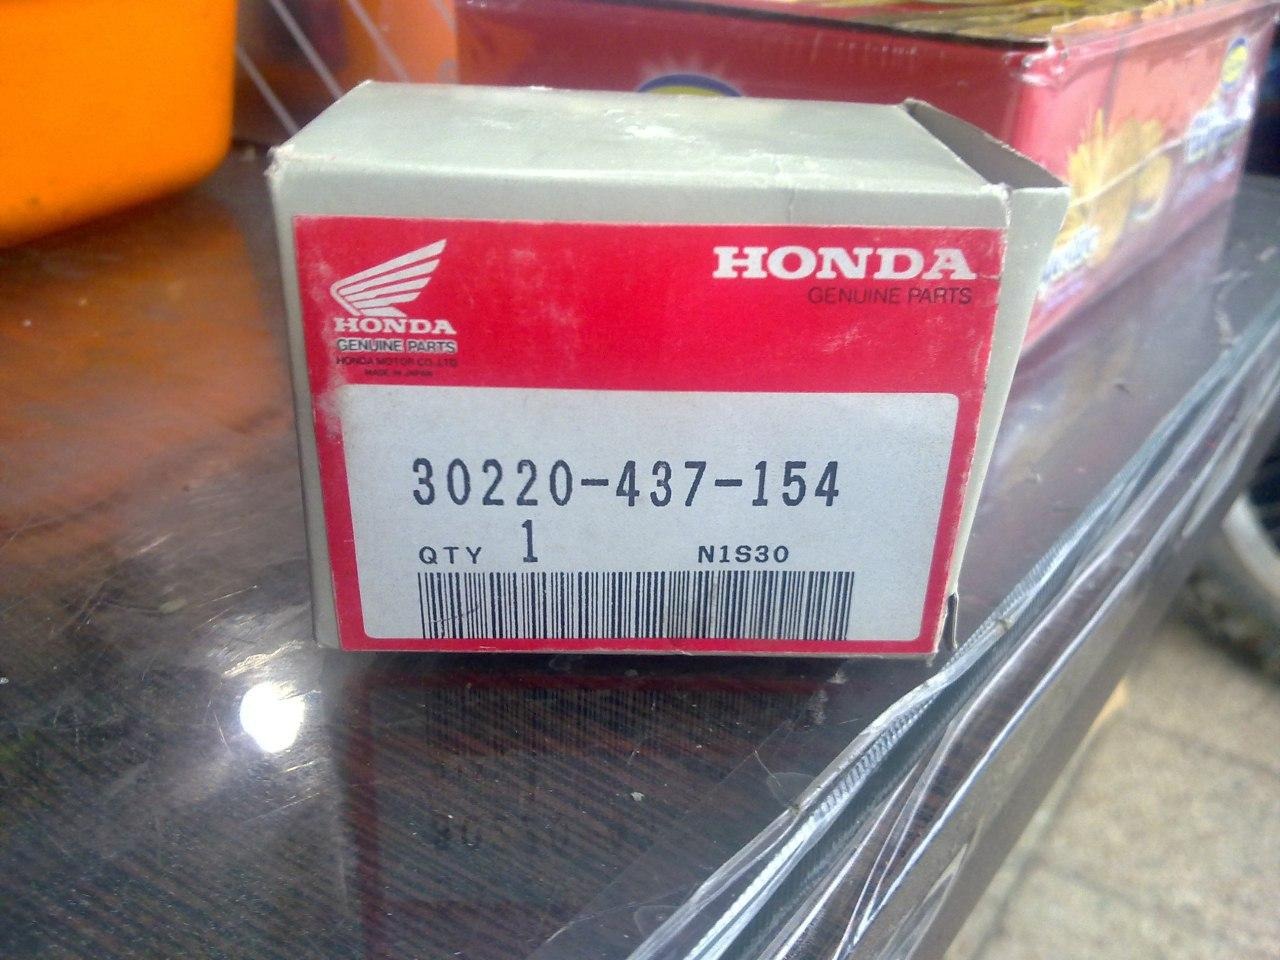 HONDA
GENUINE PARTS
HONDA MOTOR CO., LTD.
MADE IN JAPAN
HONDA
GENUINE PARTS
30220-437-154
QTY 1 N1S30